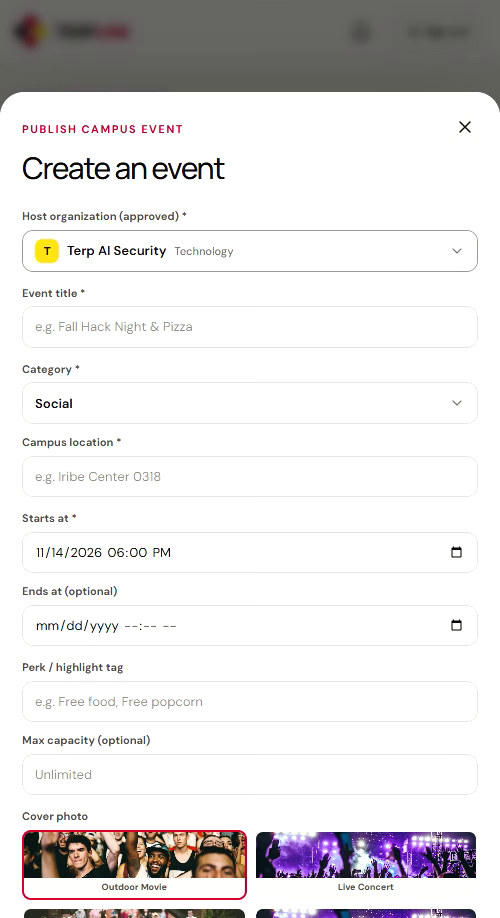 PUBLISH CAMPUS EVENT
Create an event
Host organization (approved) *
T Terp AI Security Technology
Event title *
e.g. Fall Hack Night & Pizza
Category *
Social
Campus location *
e.g. Iribe Center 0318
Starts at *
11/14/2026 06:00 PM
Ends at (optional)
mm/dd/yyyy --:-- --
Perk / highlight tag
e.g. Free food, Free popcorn
Max capacity (optional)
Unlimited
Cover photo
Outdoor Movie
Live Concert